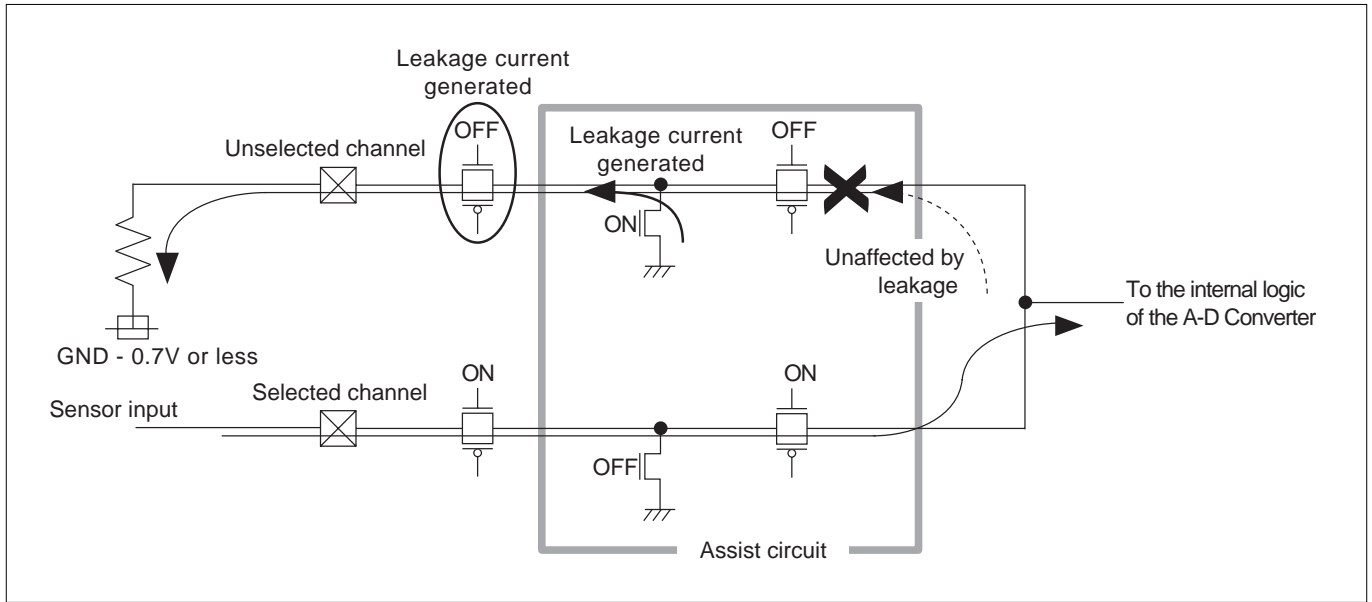 Leakage current
generated
OFF
Leakage current
generated
OFF
Unselected channel
ON
Unaffected by
leakage
To the internal logic
of the A-D Converter
GND - 0.7V or less
Selected channel
ON
ON
Sensor input
OFF
Assist circuit